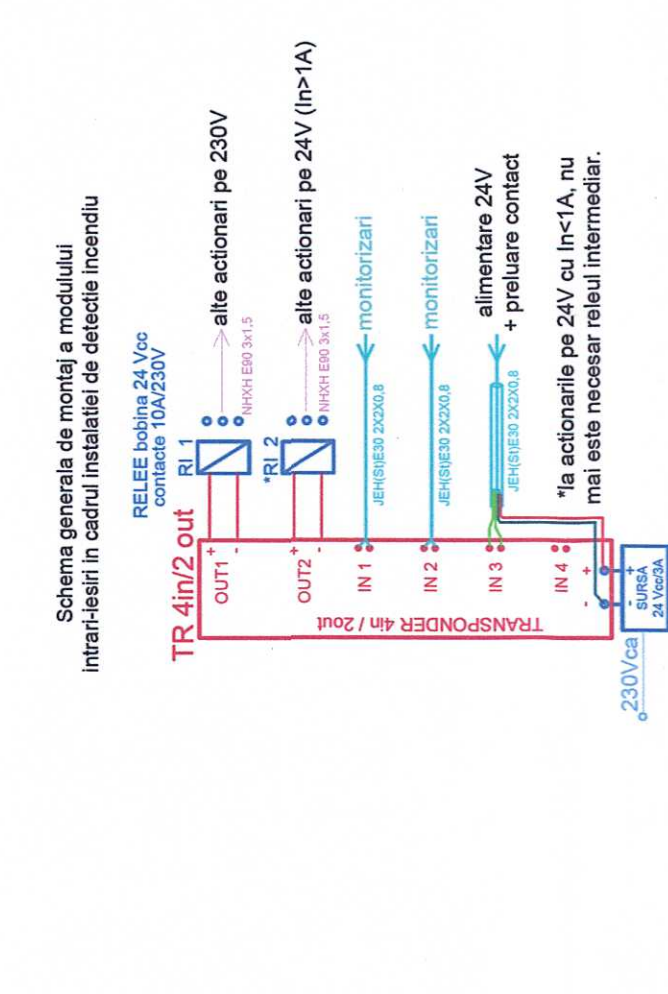 Schema generala de montaj a modulului
intrari-iesiri in cadrul instalatiei de detectie incendiu
RELEE bobina 24 Vcc
contacte 10A/230V
TR 4in/2 out
RI 1
OUT1 + -
alte actionari pe 230V
NHXH E90 3x1,5
*RI 2
OUT2 + -
alte actionari pe 24V (In>1A)
NHXH E90 3x1,5
IN 1
monitorizari
JEH(St)E30 2X2X0,8
IN 2
monitorizari
JEH(St)E30 2X2X0,8
IN 3
alimentare 24V
+ preluare contact
JEH(St)E30 2X2X0,8
IN 4
- +
TRANSPONDER 4in / 2out
*la actionarile pe 24V cu In<1A, nu
mai este necesar releul intermediar.
230Vca
- +
SURSA
24 Vcc/3A